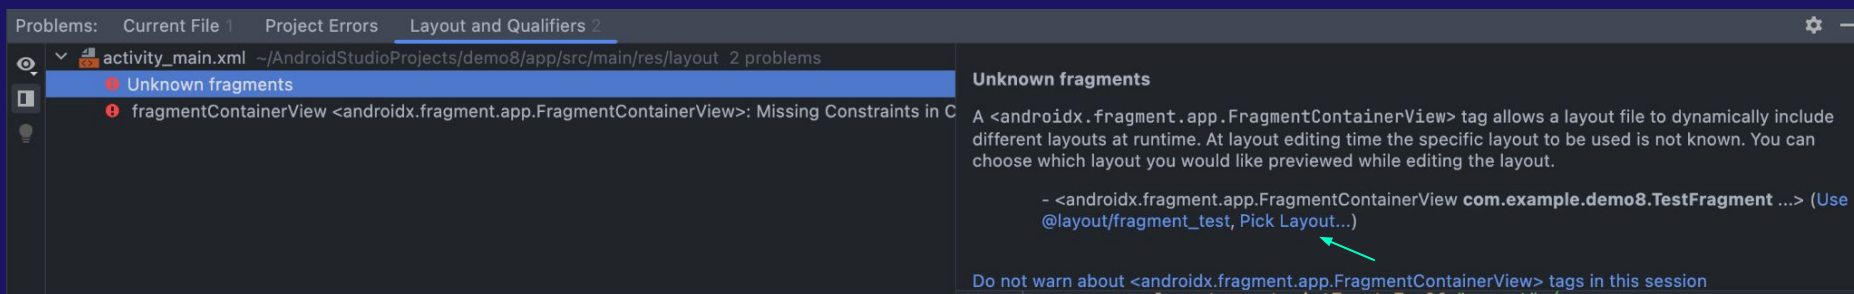 Problems: Current File 1 Project Errors Layout and Qualifiers 2
activity_main.xml ~/AndroidStudioProjects/demo8/app/src/main/res/layout 2 problems
Unknown fragments
fragmentContainerView <androidx.fragment.app.FragmentContainerView>: Missing Constraints in C
Unknown fragments
A <androidx.fragment.app.FragmentContainerView> tag allows a layout file to dynamically include
different layouts at runtime. At layout editing time the specific layout to be used is not known. You can
choose which layout you would like previewed while editing the layout.
- <androidx.fragment.app.FragmentContainerView com.example.demo8.TestFragment ...> (Use
@layout/fragment_test, Pick Layout...)
Do not warn about <androidx.fragment.app.FragmentContainerView> tags in this session